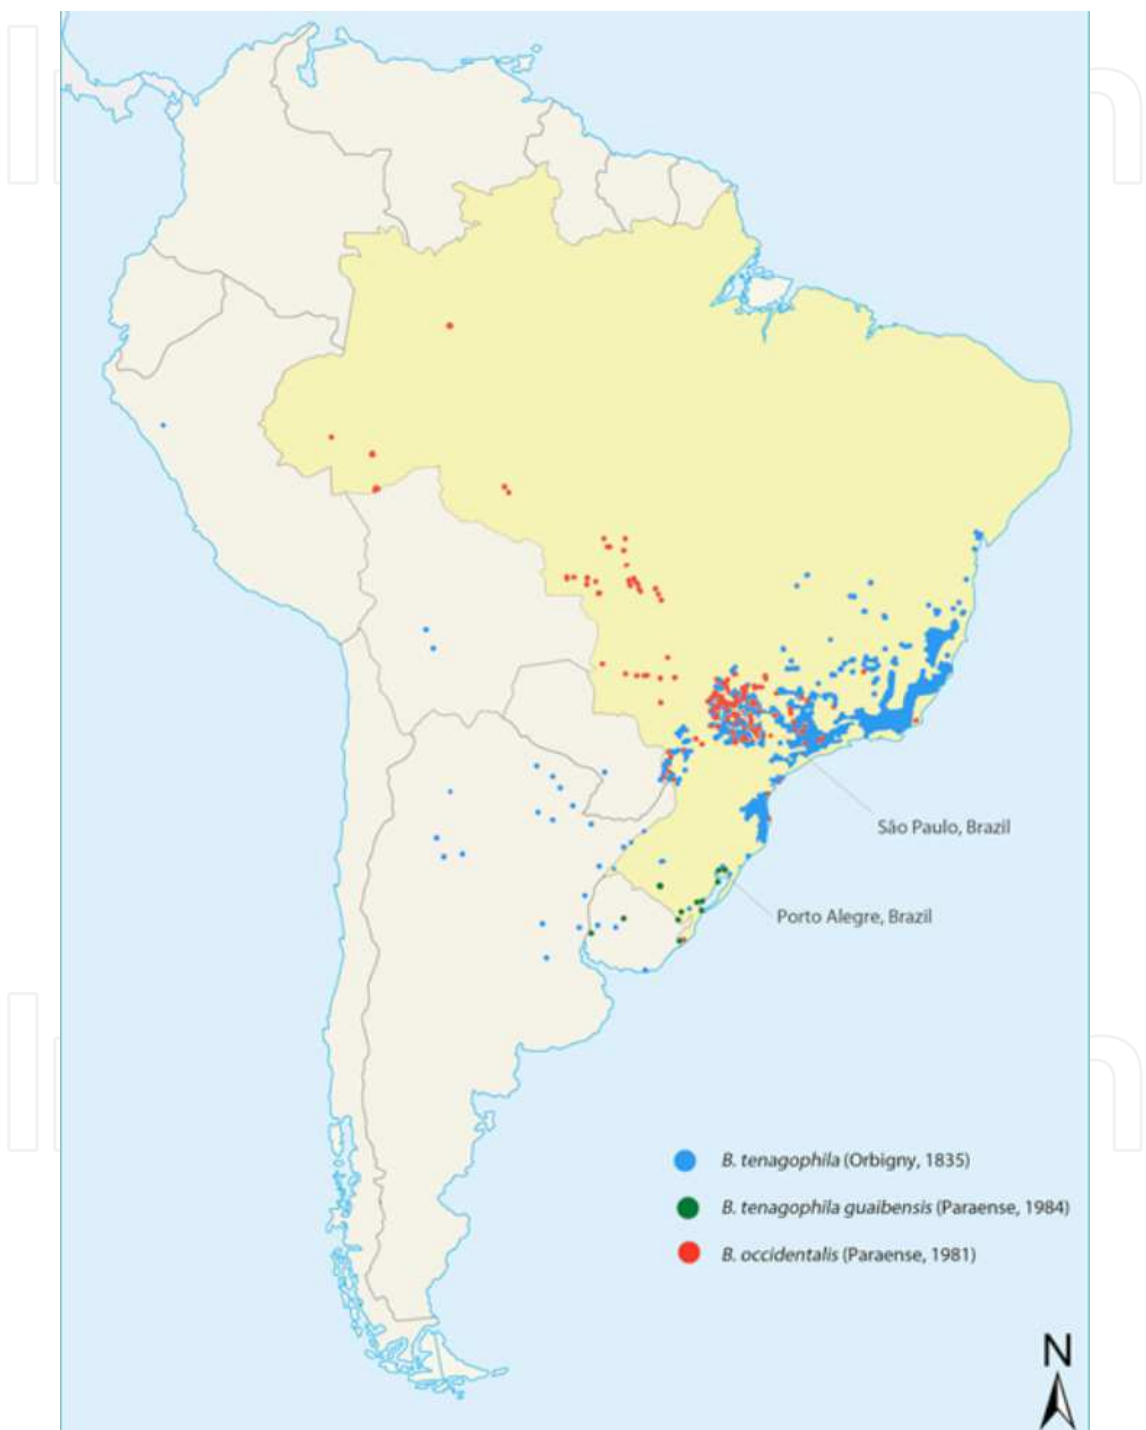 São Paulo, Brazil
Porto Alegre, Brazil
B. tenagophila (Orbigny, 1835)
B. tenagophila guaibensis (Paraense, 1984)
B. occidentalis (Paraense, 1981)
N